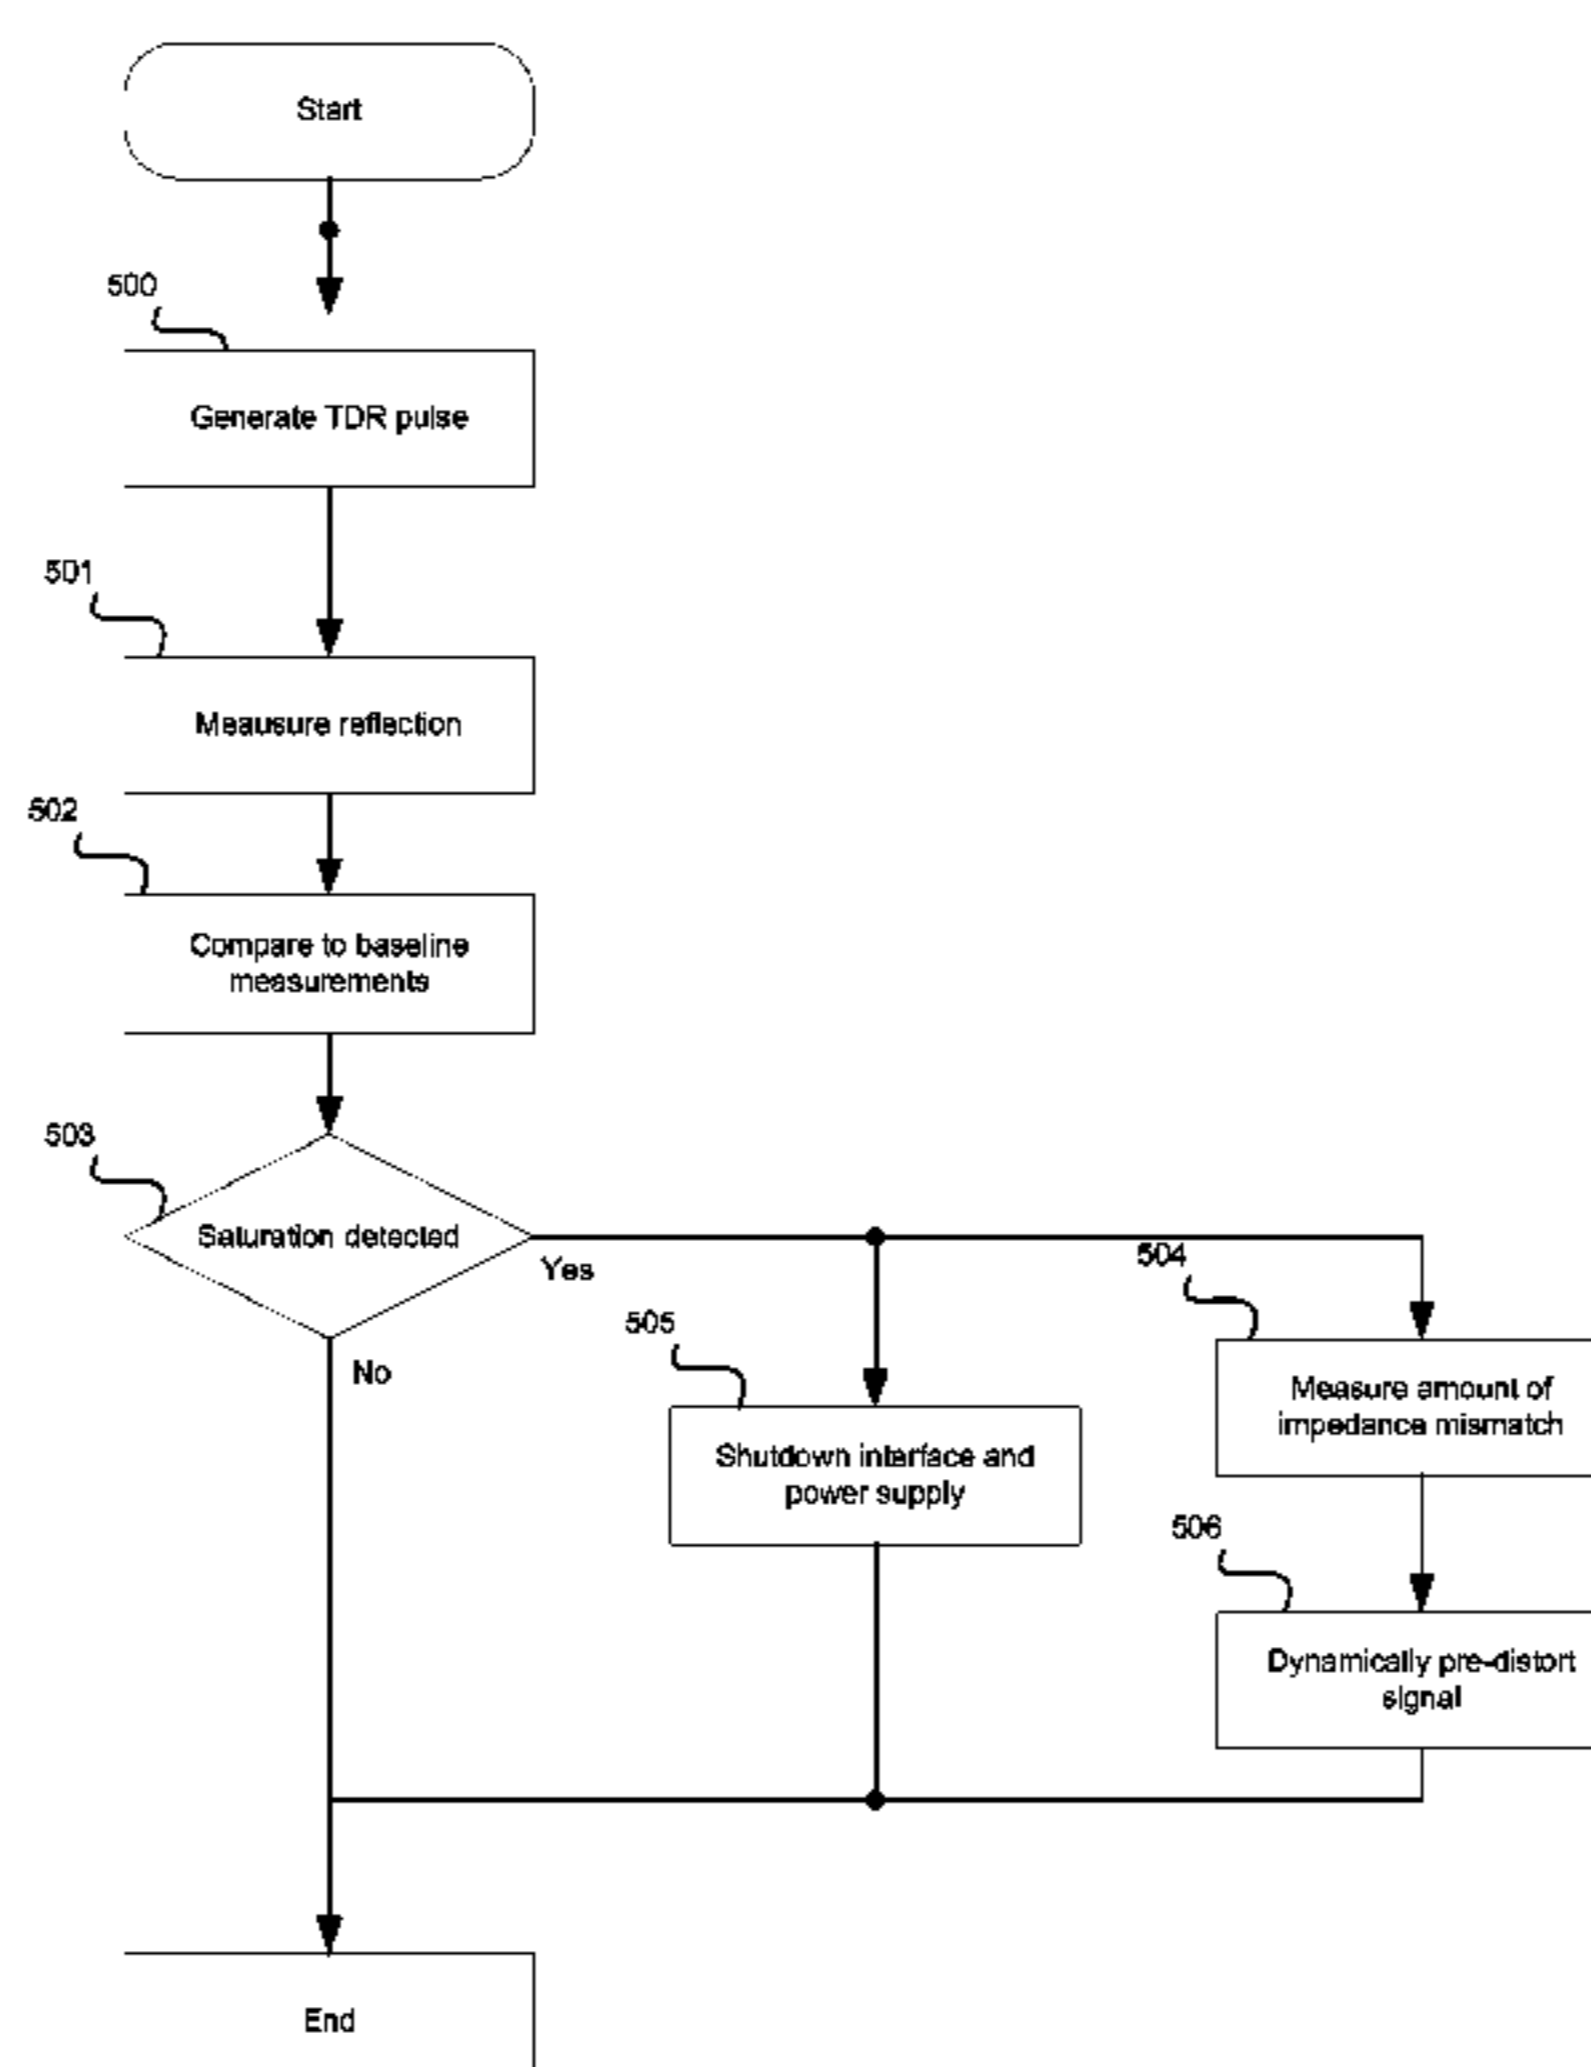 Start
500
Generate TDR pulse
501
Meausure reflection
502
Compare to baseline
measurements
503
Saturation detected
Yes
No
504
505
Measure amount of
impedance mismatch
Shutdown interface and
power supply
506
Dynamically pre-distort
signal
End